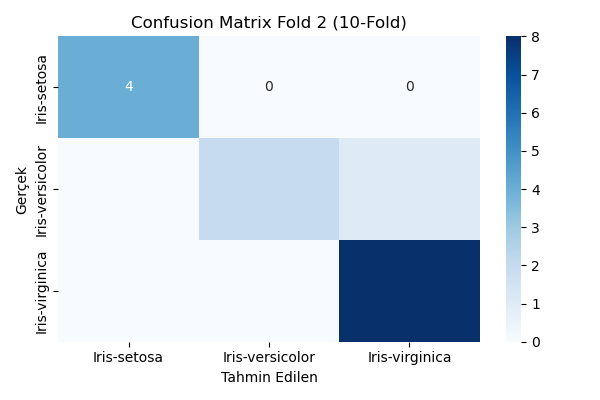 Confusion Matrix Fold 2 (10-Fold)
Gerçek
Iris-setosa
4 0 0
Iris-versicolor
Iris-virginica
Iris-setosa Iris-versicolor Iris-virginica
Tahmin Edilen
8
7
6
5
4
3
2
1
0